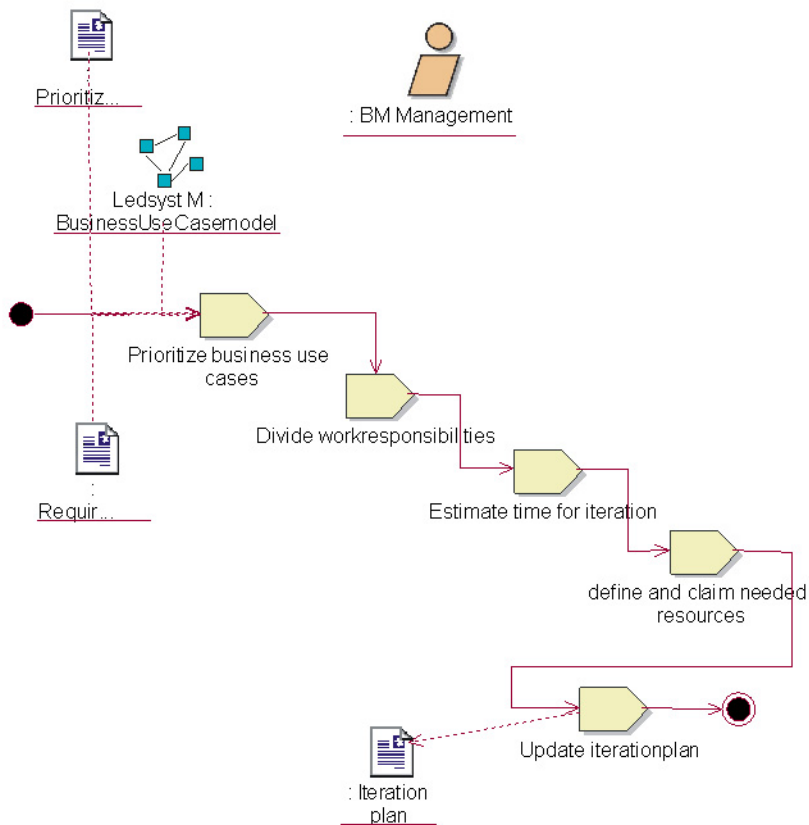 :
Prioritiz...
: BM Management
Ledsyst M :
BusinessUseCasemodel
Prioritize business use
cases
Divide workresponsibilities
:
Requir...
Estimate time for iteration
define and claim needed
resources
Update iterationplan
: Iteration
plan